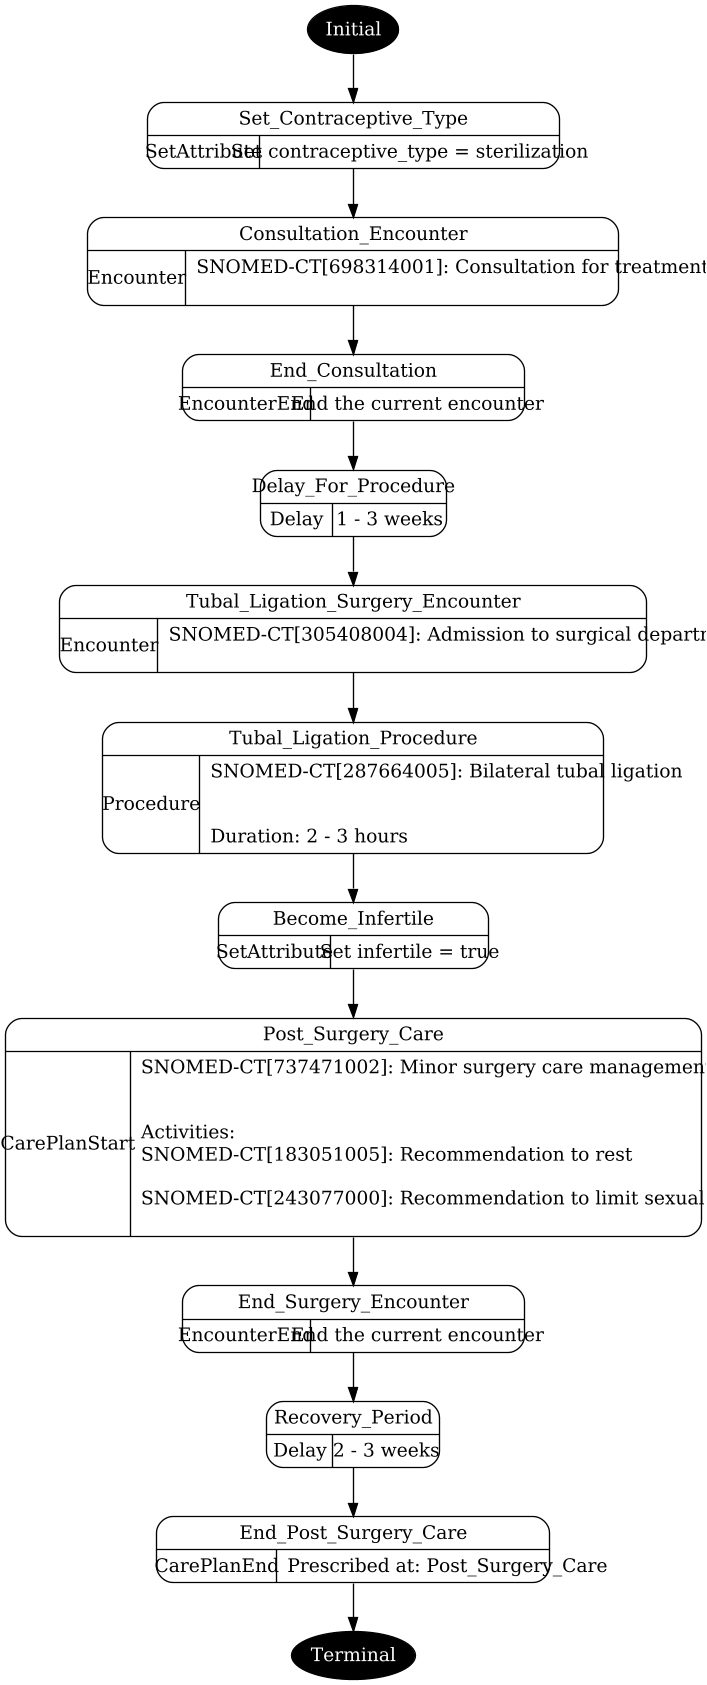 Initial
Set_Contraceptive_Type
SetAttribute Set contraceptive_type = sterilization
Consultation_Encounter
SNOMED-CT[698314001]: Consultation for treatment
Encounter
End_Consultation
EncounterEnd End the current encounter
Delay_For_Procedure
Delay 1 - 3 weeks
Tubal_Ligation_Surgery_Encounter
SNOMED-CT[305408004]: Admission to surgical
Encounter
Tubal_Ligation_Procedure
SNOMED-CT[287664005]: Bilateral tubal ligation
Procedure
Duration: 2 - 3 hours
Become_Infertile
SetAttribute Set infertile = true
Post_Surgery_Care
SNOMED-CT[737471002]: Minor surgery care
Activities:
CarePlanStart
SNOMED-CT[183051005]: Recommendation to rest
SNOMED-CT[243077000]: Recommendation to limit sexual
End_Surgery_Encounter
EncounterEnd End the current encounter
Recovery_Period
Delay 2 - 3 weeks
End_Post_Surgery_Care
CarePlanEnd Prescribed at: Post_Surgery_Care
Terminal